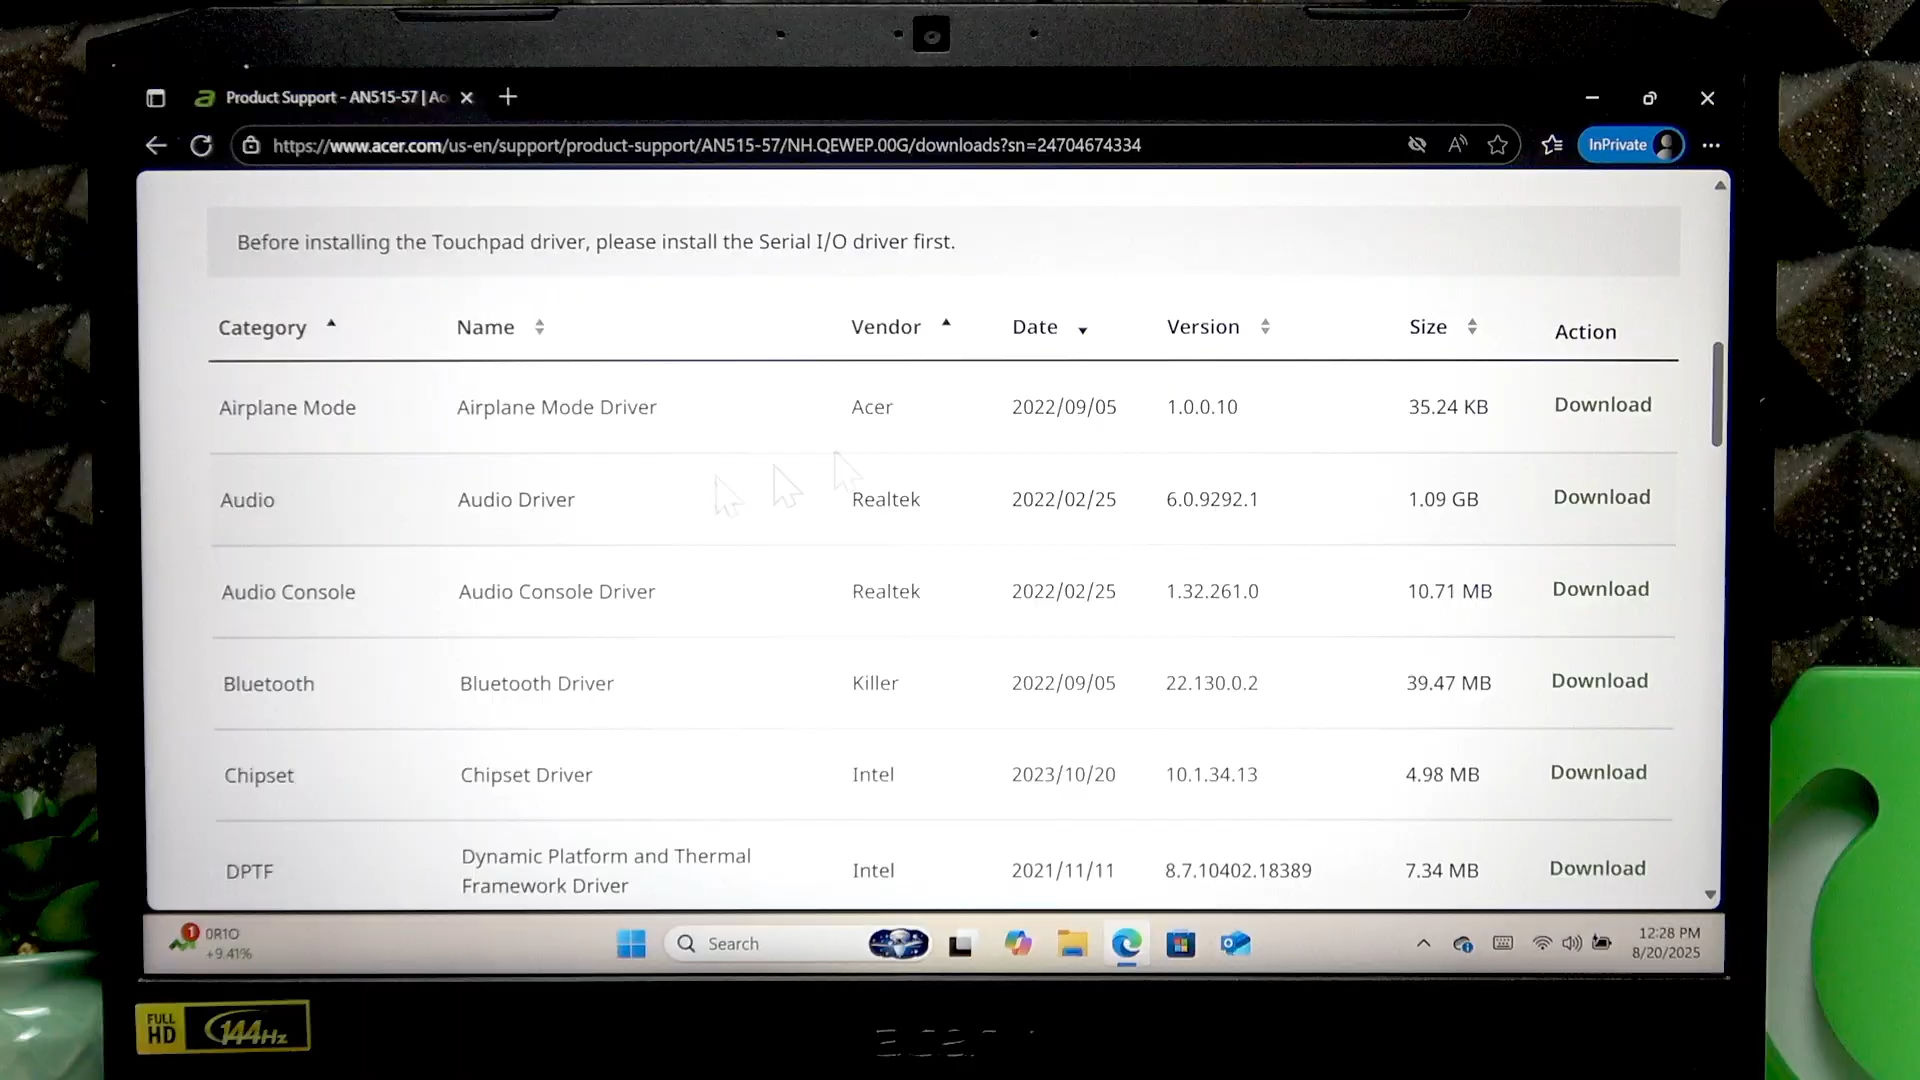 Product Support - AN515-57 | Ac
https://www.acer.com/us-en/support/product-support/AN515-57/NH.QEWEP.00G/downloads?sn=24704674334
InPrivate
Before installing the Touchpad driver, please install the Serial I/O driver first.
Category Name Vendor Date Version Size Action
Airplane Mode Airplane Mode Driver Acer 2022/09/05 1.0.0.10 35.24 KB Download
Audio Audio Driver Realtek 2022/02/25 6.0.9292.1 1.09 GB Download
Audio Console Audio Console Driver Realtek 2022/02/25 1.32.261.0 10.71 MB Download
Bluetooth Bluetooth Driver Killer 2022/09/05 22.130.0.2 39.47 MB Download
Chipset Chipset Driver Intel 2023/10/20 10.1.34.13 4.98 MB Download
DPTF Dynamic Platform and Thermal Intel 2021/11/11 8.7.10402.18389 7.34 MB Download
Framework Driver
1 0R1O
+9.41%
Search
12:28 PM
8/20/2025
FULL
HD
144Hz
acer